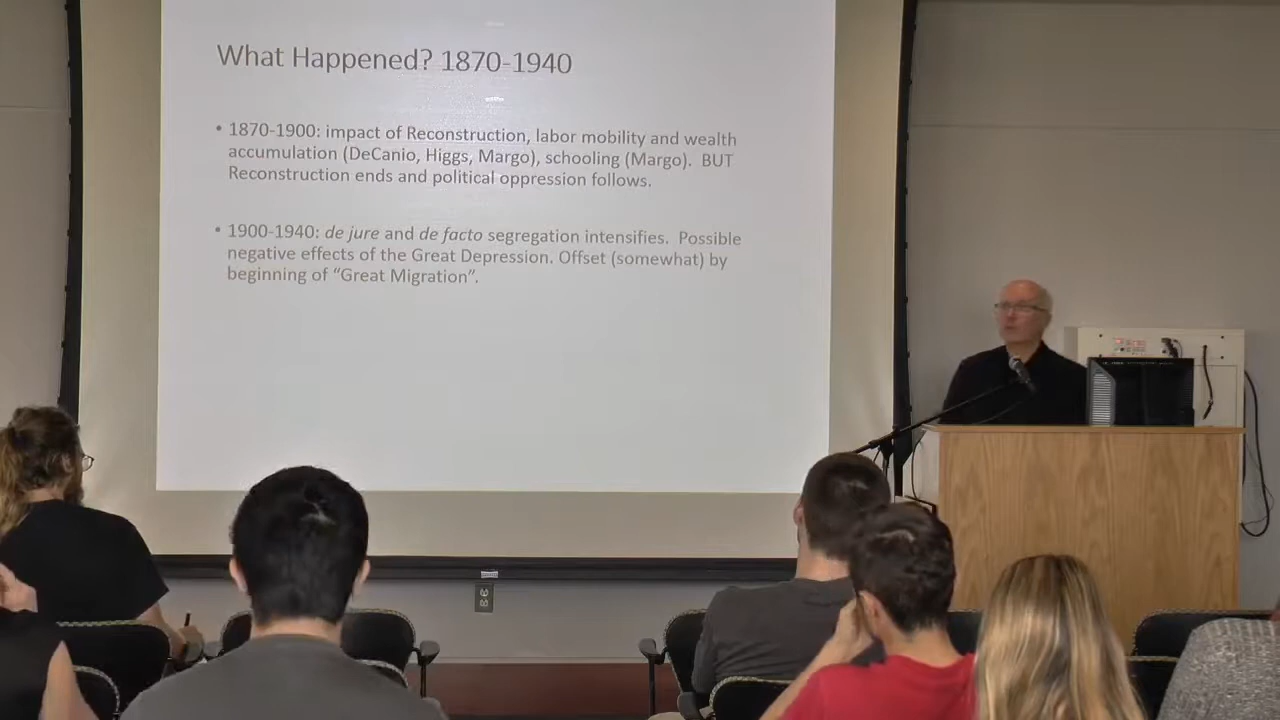 What Happened? 1870-1940
• 1870-1900: impact of Reconstruction, labor mobility and wealth
accumulation (DeCanio, Higgs, Margo), schooling (Margo).  BUT
Reconstruction ends and political oppression follows.
• 1900-1940: de jure and de facto segregation intensifies.  Possible
negative effects of the Great Depression. Offset (somewhat) by
beginning of “Great Migration”.